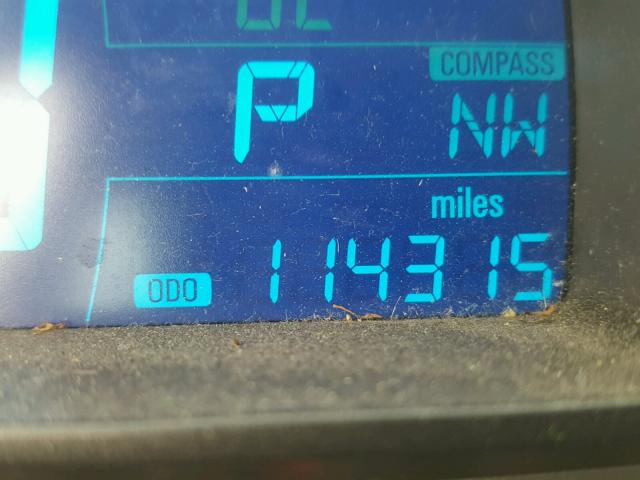 COMPASS
P NW
miles
ODO 114315